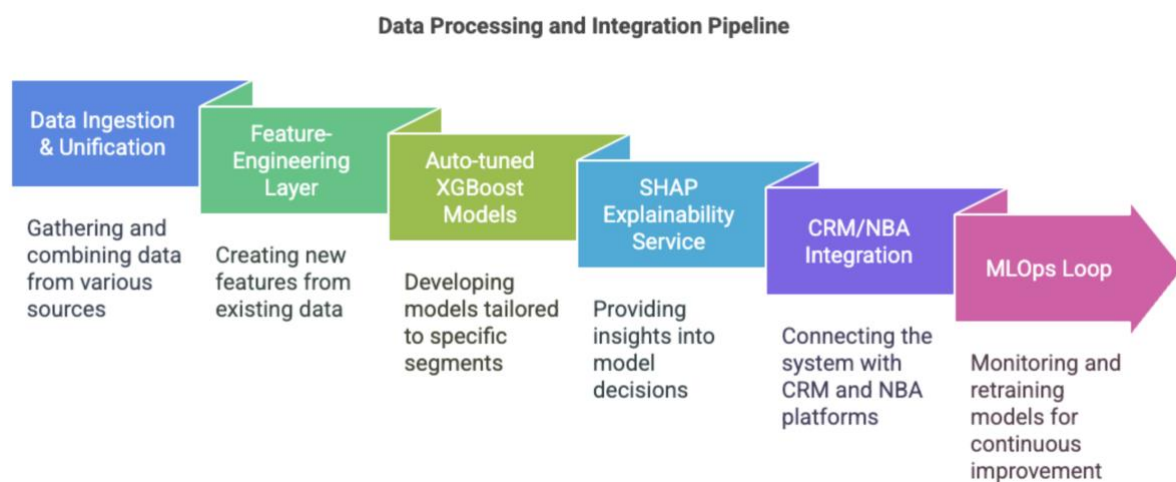 Data Processing and Integration Pipeline
Data Ingestion
& Unification
Gathering and
combining data
from various
sources
Feature-
Engineering
Layer
Creating new
features from
existing data
Auto-tuned
XGBoost
Models
Developing
models tailored
to specific
segments
SHAP
Explainability
Service
Providing
insights into
model
decisions
CRM/NBA
Integration
Connecting the
system with
CRM and NBA
platforms
MLOps Loop
Monitoring and
retraining
models for
continuous
improvement